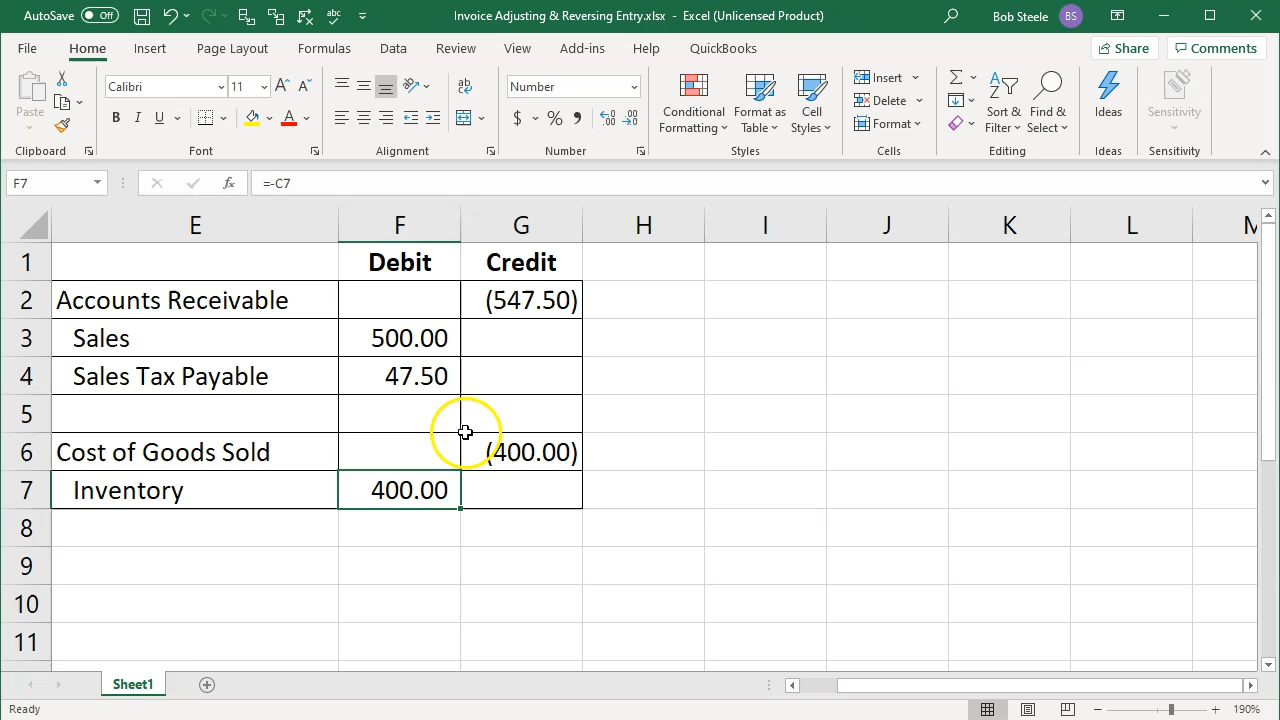 AutoSave Off Invoice Adjusting & Reversing Entry.xlsx - Excel (Unlicensed Product) Bob Steele BS
File Home Insert Page Layout Formulas Data Review View Add-ins Help QuickBooks Share Comments
Paste
Clipboard
Calibri 11
B I U
Font
Alignment
Number
$ %
Number
Conditional Formatting
Format as Table
Cell Styles
Styles
Insert
Delete
Format
Cells
Sort & Filter
Find & Select
Editing
Ideas
Ideas
Sensitivity
Sensitivity
F7 fx =-C7
E F G H I J K L M
1 Debit Credit
2 Accounts Receivable (547.50)
3 Sales 500.00
4 Sales Tax Payable 47.50
5
6 Cost of Goods Sold (400.00)
7 Inventory 400.00
8
9
10
11
Sheet1
Ready 190%